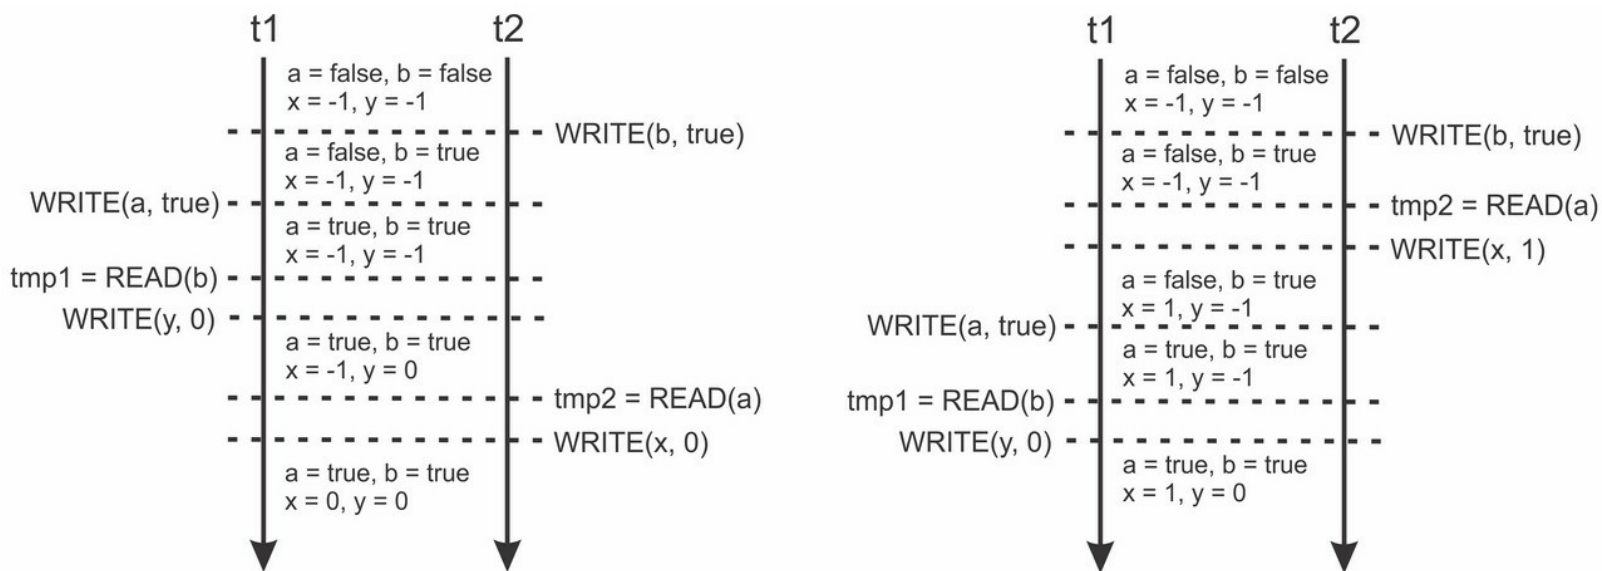 t1
t2
a = false, b = false
x = -1, y = -1
WRITE(b, true)
a = false, b = true
x = -1, y = -1
WRITE(a, true)
a = true, b = true
x = -1, y = -1
tmp1 = READ(b)
WRITE(y, 0)
a = true, b = true
x = -1, y = 0
tmp2 = READ(a)
WRITE(x, 0)
a = true, b = true
x = 0, y = 0
t1
t2
a = false, b = false
x = -1, y = -1
WRITE(b, true)
a = false, b = true
x = -1, y = -1
tmp2 = READ(a)
WRITE(x, 1)
a = false, b = true
x = 1, y = -1
WRITE(a, true)
a = true, b = true
x = 1, y = -1
tmp1 = READ(b)
WRITE(y, 0)
a = true, b = true
x = 1, y = 0